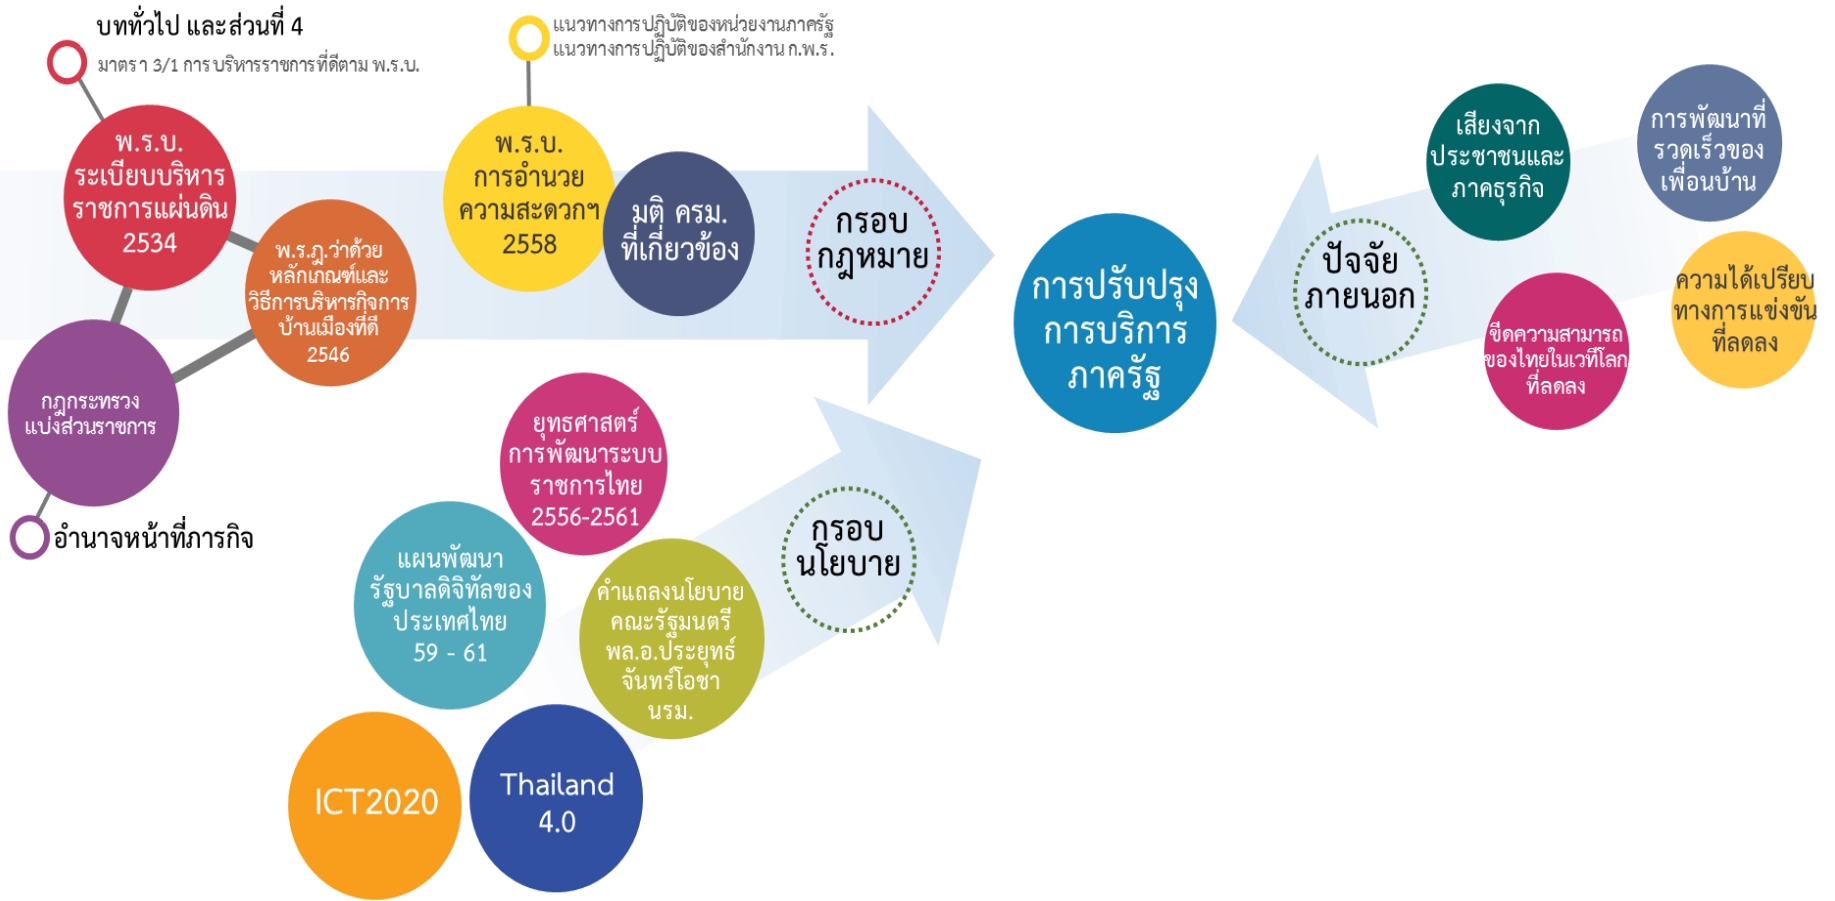 บททั่วไป และส่วนที่ 4
มาตรา 3/1 การบริหารราชการที่ดีตาม พ.ร.บ.
พ.ร.บ.
ระเบียบบริหาร
ราชการแผ่นดิน
2534
พ.ร.ฎ.ว่าด้วย
หลักเกณฑ์และ
วิธีการบริหารกิจการ
บ้านเมืองที่ดี
2546
กฎกระทรวง
แบ่งส่วนราชการ
อำนาจหน้าที่ภารกิจ
แนวทางการปฏิบัติของหน่วยงานภาครัฐ
แนวทางการปฏิบัติของสำนักงาน ก.พ.ร.
พ.ร.บ.
การอำนวย
ความสะดวกฯ
2558
มติ ครม.
ที่เกี่ยวข้อง
กรอบ
กฎหมาย
การปรับปรุง
การบริการ
ภาครัฐ
ปัจจัย
ภายนอก
เสียงจาก
ประชาชนและ
ภาคธุรกิจ
การพัฒนาที่
รวดเร็วของ
เพื่อนบ้าน
ขีดความสามารถ
ของไทยในเวทีโลก
ที่ลดลง
ความได้เปรียบ
ทางการแข่งขัน
ที่ลดลง
ยุทธศาสตร์
การพัฒนาระบบ
ราชการไทย
2556-2561
แผนพัฒนา
รัฐบาลดิจิทัลของ
ประเทศไทย
59 - 61
คำแถลงนโยบาย
คณะรัฐมนตรี
พล.อ.ประยุทธ์
จันทร์โอชา
นรม.
กรอบ
นโยบาย
ICT2020
Thailand
4.0